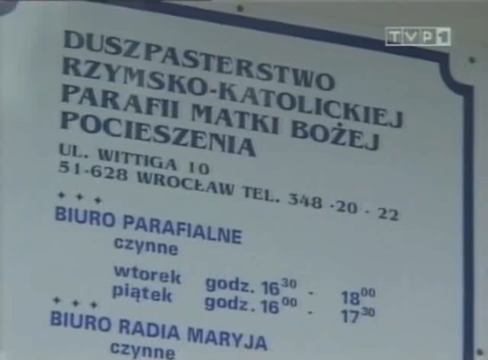 TVP1
DUSZPASTERSTWO
RZYMSKO-KATOLICKIEJ
PARAFII MATKI BOŻEJ
POCIESZENIA
UL. WITTIGA 10
51-628 WROCŁAW TEL. 348 -20 - 22
+ + +
BIURO PARAFIALNE
czynne
wtorek godz. 16³⁰ - 18⁰⁰
piątek godz. 16⁰⁰ - 17³⁰
+ + +
BIURO RADIA MARYJA
czynne